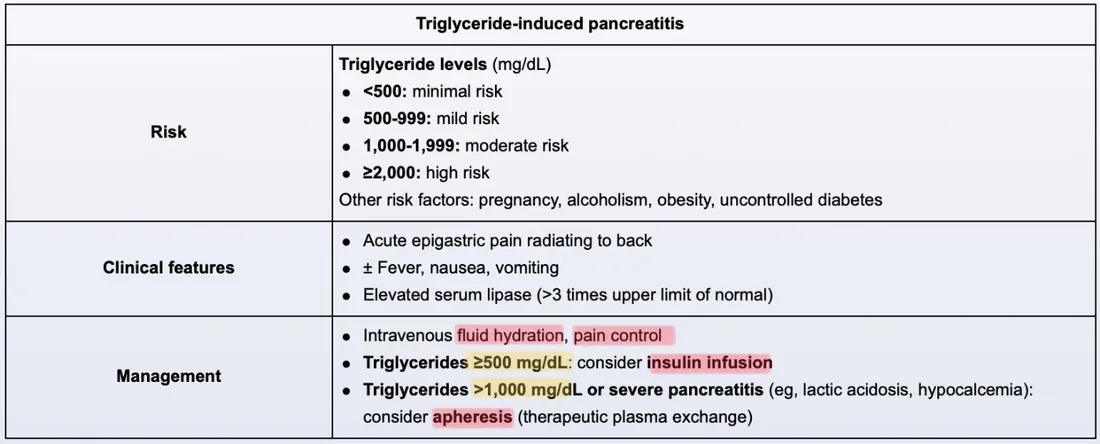 Triglyceride-induced pancreatitis
Risk
Triglyceride levels (mg/dL)
● <500: minimal risk
● 500-999: mild risk
● 1,000-1,999: moderate risk
● ≥2,000: high risk
Other risk factors: pregnancy, alcoholism, obesity, uncontrolled diabetes
Clinical features
● Acute epigastric pain radiating to back
● ± Fever, nausea, vomiting
● Elevated serum lipase (>3 times upper limit of normal)
Management
● Intravenous fluid hydration, pain control
● Triglycerides ≥500 mg/dL: consider insulin infusion
● Triglycerides >1,000 mg/dL or severe pancreatitis (eg, lactic acidosis, hypocalcemia):
consider apheresis (therapeutic plasma exchange)